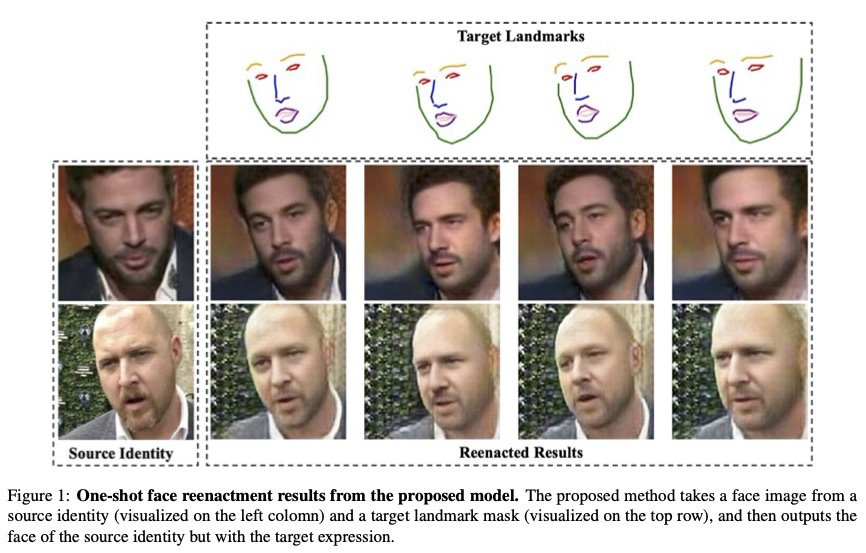 Target Landmarks
Source Identity
Reenacted Results
Figure 1: One-shot face reenactment results from the proposed model. The proposed method takes a face image from a
source identity (visualized on the left colomn) and a target landmark mask (visualized on the top row), and then outputs the
face of the source identity but with the target expression.